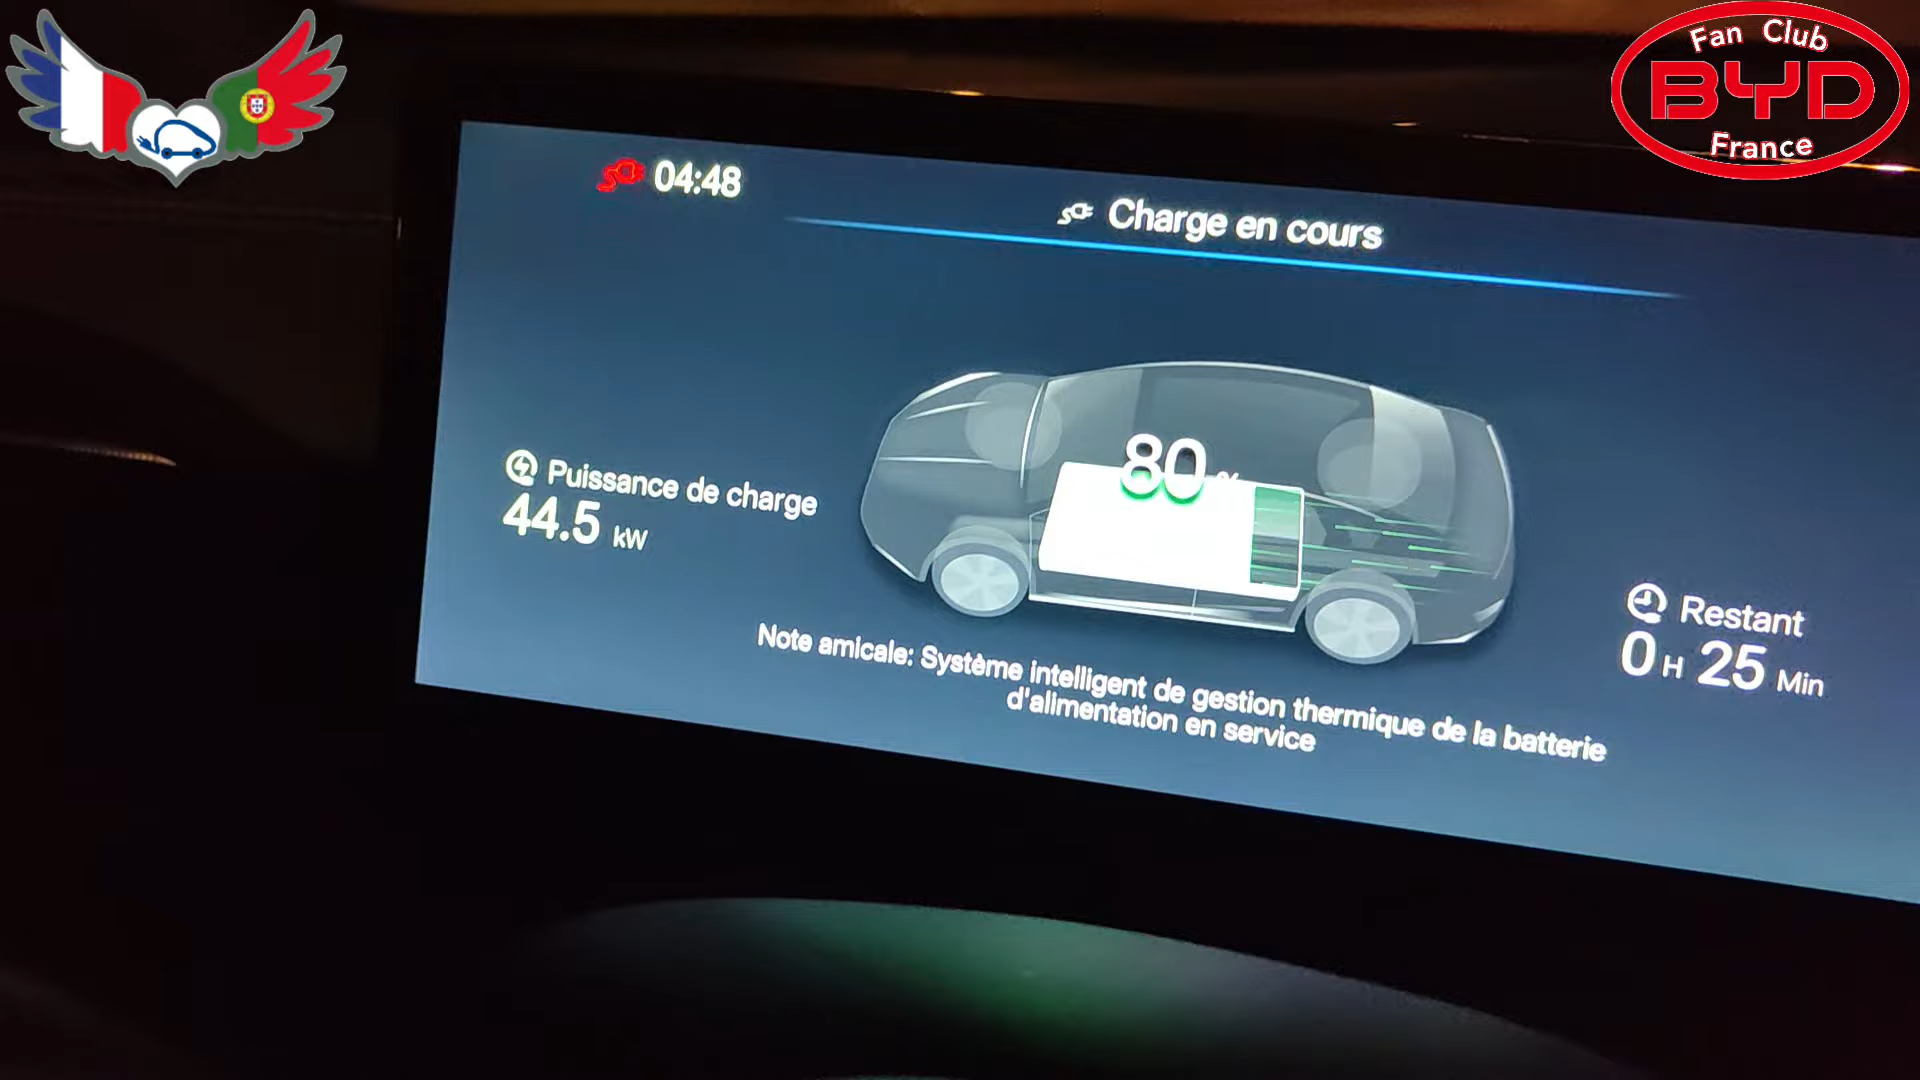 Fan Club
BYD
France
04:48
Charge en cours
80 %
Puissance de charge
44.5 kW
Restant
0 H 25 Min
Note amicale: Système intelligent de gestion thermique de la batterie
d'alimentation en service